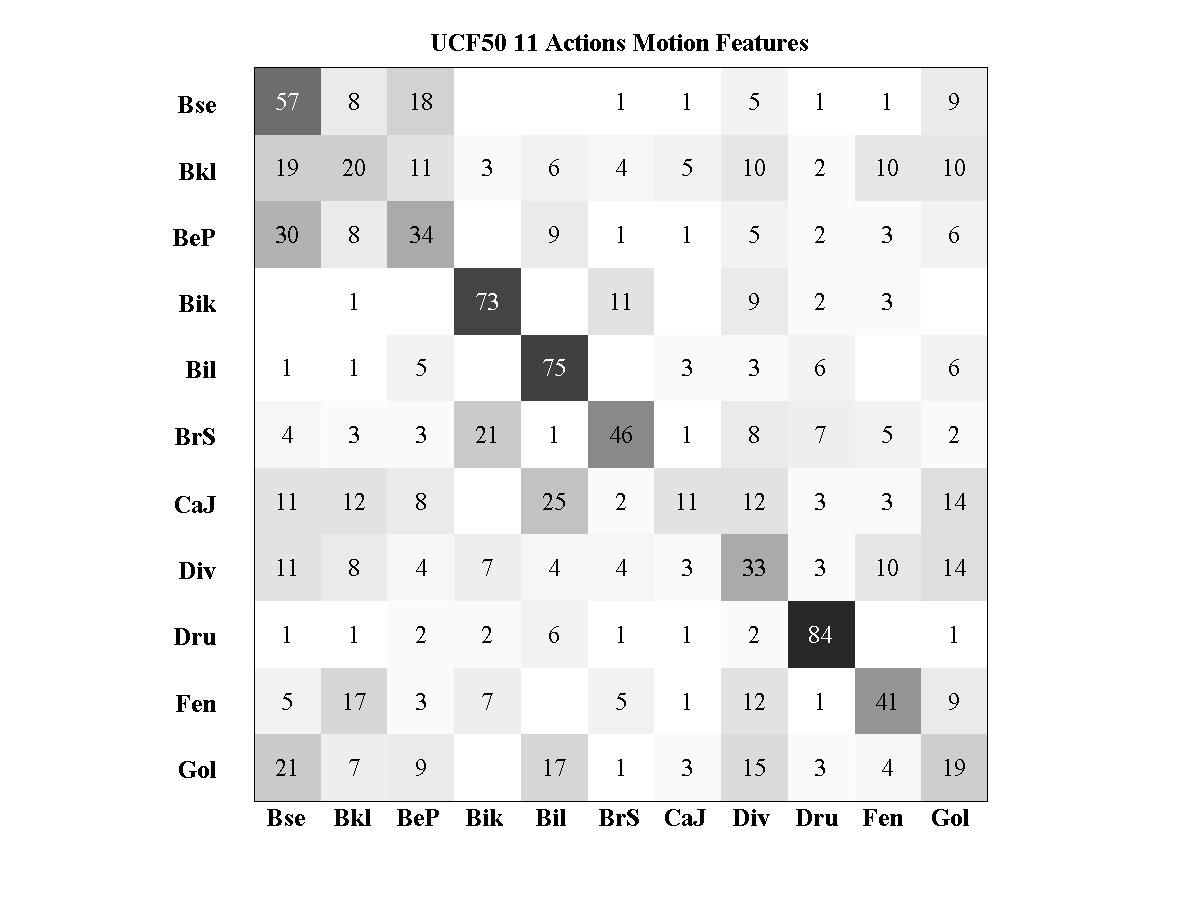 UCF50 11 Actions Motion Features
Bse 57 8 18 1 1 5 1 1 9
Bkl 19 20 11 3 6 4 5 10 2 10 10
BeP 30 8 34 9 1 1 5 2 3 6
Bik 1 73 11 9 2 3
Bil 1 1 5 75 3 3 6 6
BrS 4 3 3 21 1 46 1 8 7 5 2
CaJ 11 12 8 25 2 11 12 3 3 14
Div 11 8 4 7 4 4 3 33 3 10 14
Dru 1 1 2 2 6 1 1 2 84 1
Fen 5 17 3 7 5 1 12 1 41 9
Gol 21 7 9 17 1 3 15 3 4 19
Bse Bkl BeP Bik Bil BrS CaJ Div Dru Fen Gol